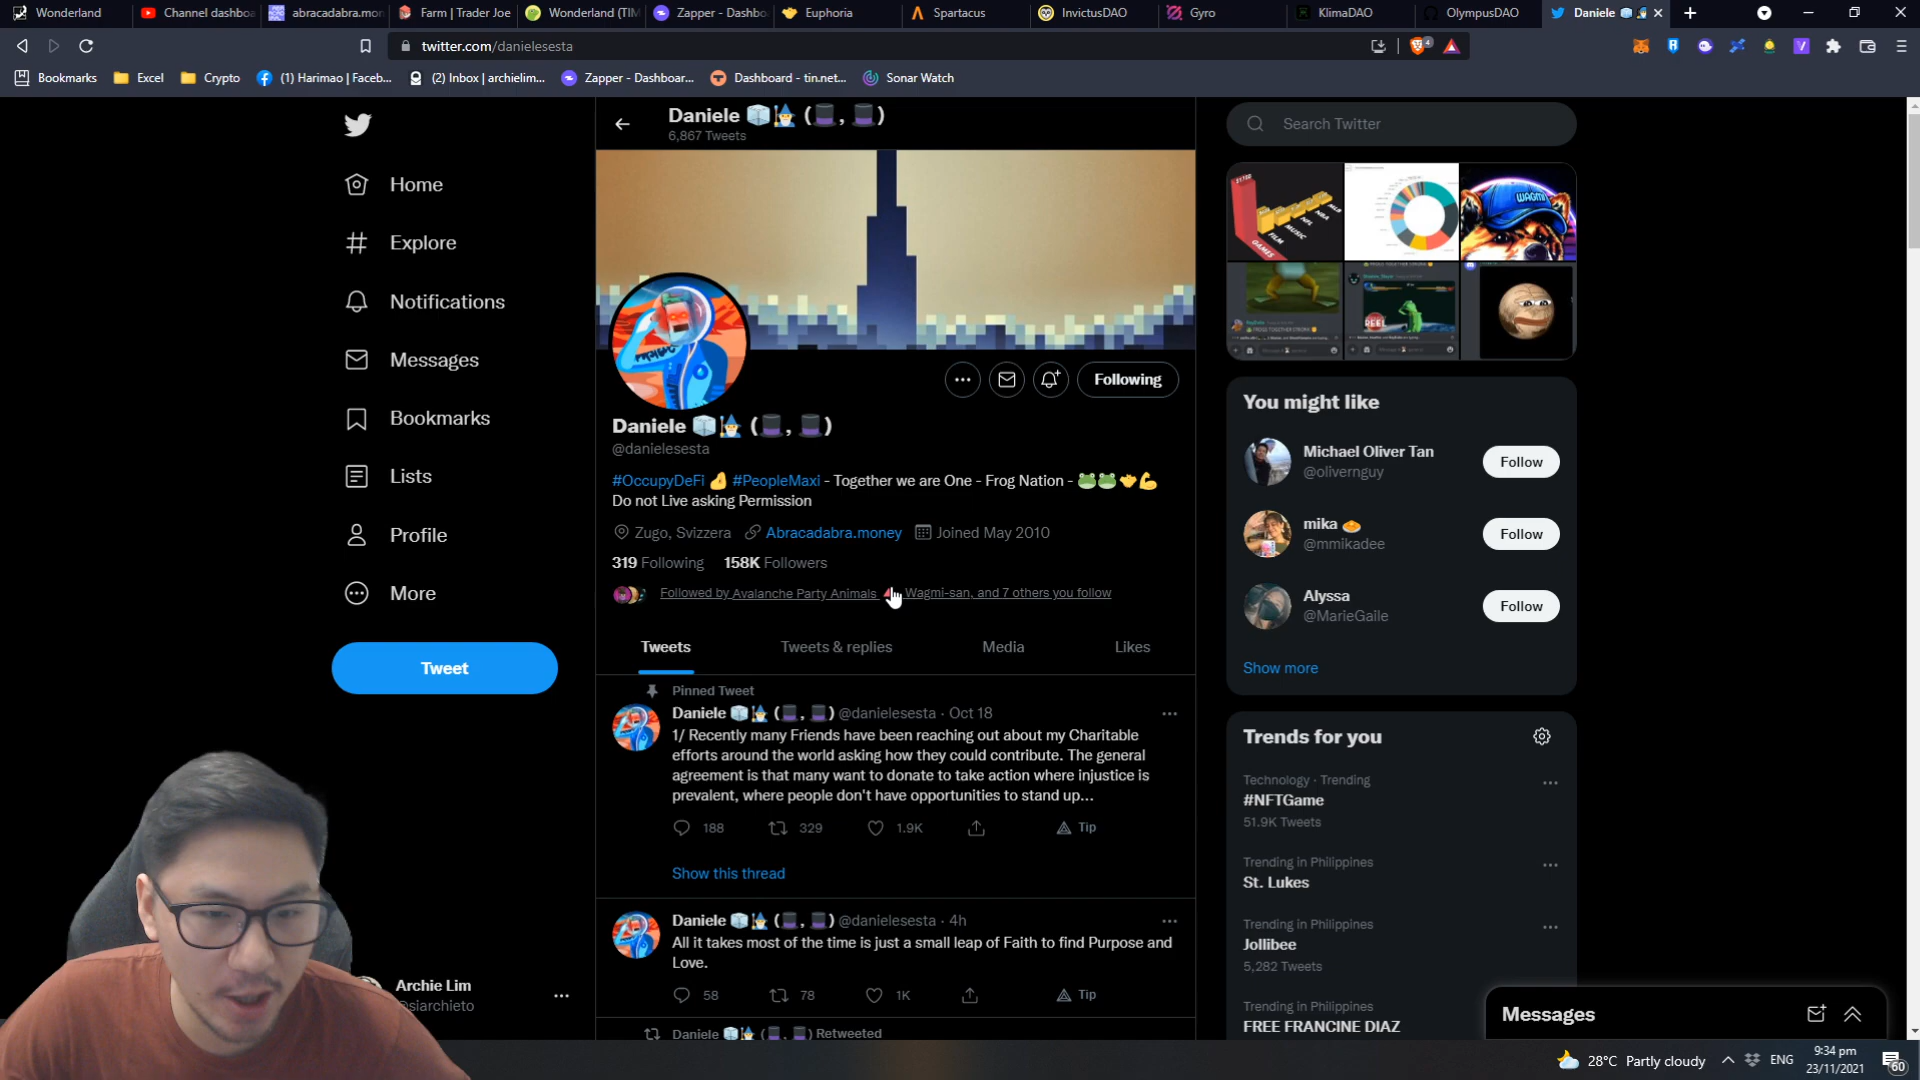 Wonderland
Channel dashbo
abracadabra.mon
Farm | Trader Joe
Wonderland (TIM
Zapper - Dashbo
Euphoria
Spartacus
InvictusDAO
Gyro
KlimaDAO
OlympusDAO
Daniele
twitter.com/danielesesta
Bookmarks
Excel
Crypto
(1) Harimao | Faceb...
(2) Inbox | archielim...
Zapper - Dashboar...
Dashboard - tin.net...
Sonar Watch
Daniele 🧊🧙‍♂️ (🎩, 🎩)
6,867 Tweets
Search Twitter
Home
Explore
Notifications
Messages
Bookmarks
Lists
Profile
More
Tweet
Following
Daniele 🧊🧙‍♂️ (🎩, 🎩)
@danielesesta
#OccupyDeFi 🤌 #PeopleMaxi - Together we are One - Frog Nation - 🐸🐸🤝💪
Do not Live asking Permission
Zugo, Svizzera Abracadabra.money Joined May 2010
319 Following 158K Followers
Followed by Avalanche Party Animals Wagmi-san, and 7 others you follow
Tweets
Tweets & replies
Media
Likes
Pinned Tweet
Daniele 🧊🧙‍♂️ (🎩, 🎩) @danielesesta · Oct 18
1/ Recently many Friends have been reaching out about my Charitable
efforts around the world asking how they could contribute. The general
agreement is that many want to donate to take action where injustice is
prevalent, where people don't have opportunities to stand up...
188 329 1.9K Tip
Show this thread
Daniele 🧊🧙‍♂️ (🎩, 🎩) @danielesesta · 4h
All it takes most of the time is just a small leap of Faith to find Purpose and
Love.
58 78 1K Tip
Daniele 🧊🧙‍♂️ (🎩, 🎩) Retweeted
GAMES
FILM
MUSIC
NBA
MLB
WAGMI
REEL
You might like
Michael Oliver Tan
@olivernguy
Follow
mika
@mmikadee
Follow
Alyssa
@MarieGaile
Follow
Show more
Trends for you
Technology · Trending
#NFTGame
51.9K Tweets
Trending in Philippines
St. Lukes
Trending in Philippines
Jollibee
5,282 Tweets
Trending in Philippines
FREE FRANCINE DIAZ
Messages
Archie Lim
@siarchieto
28°C Partly cloudy
ENG
9:34 pm
23/11/2021
60